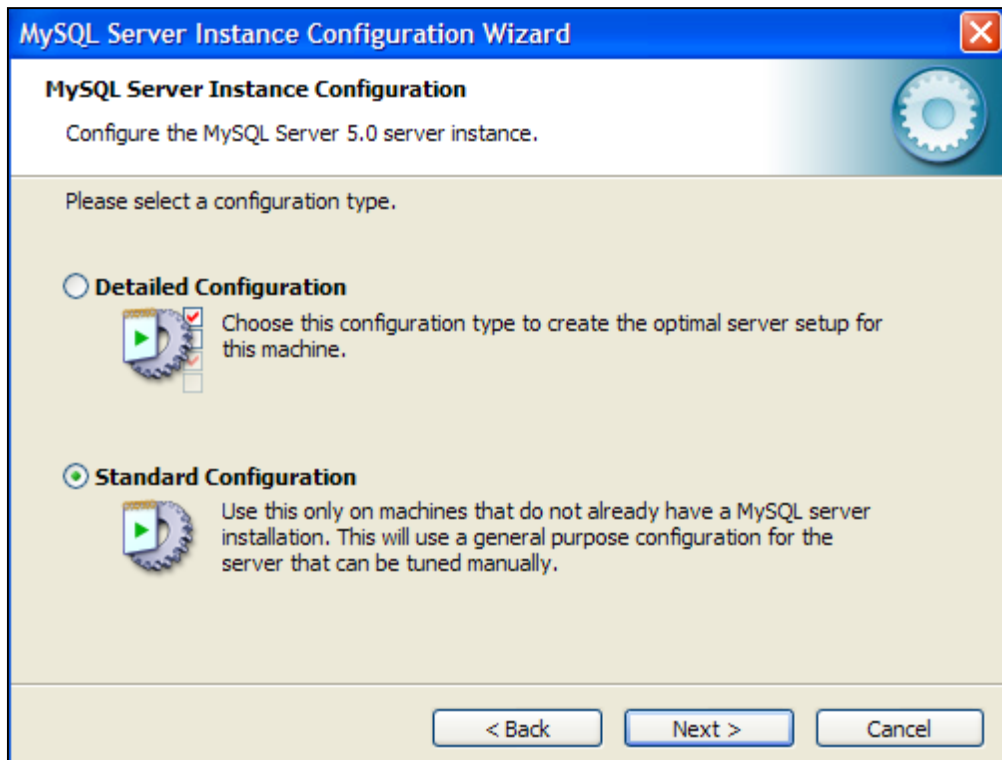 MySQL Server Instance Configuration Wizard
MySQL Server Instance Configuration
Configure the MySQL Server 5.0 server instance.
Please select a configuration type.
Detailed Configuration
Choose this configuration type to create the optimal server setup for
this machine.
Standard Configuration
Use this only on machines that do not already have a MySQL server
installation. This will use a general purpose configuration for the
server that can be tuned manually.
< Back
Next >
Cancel